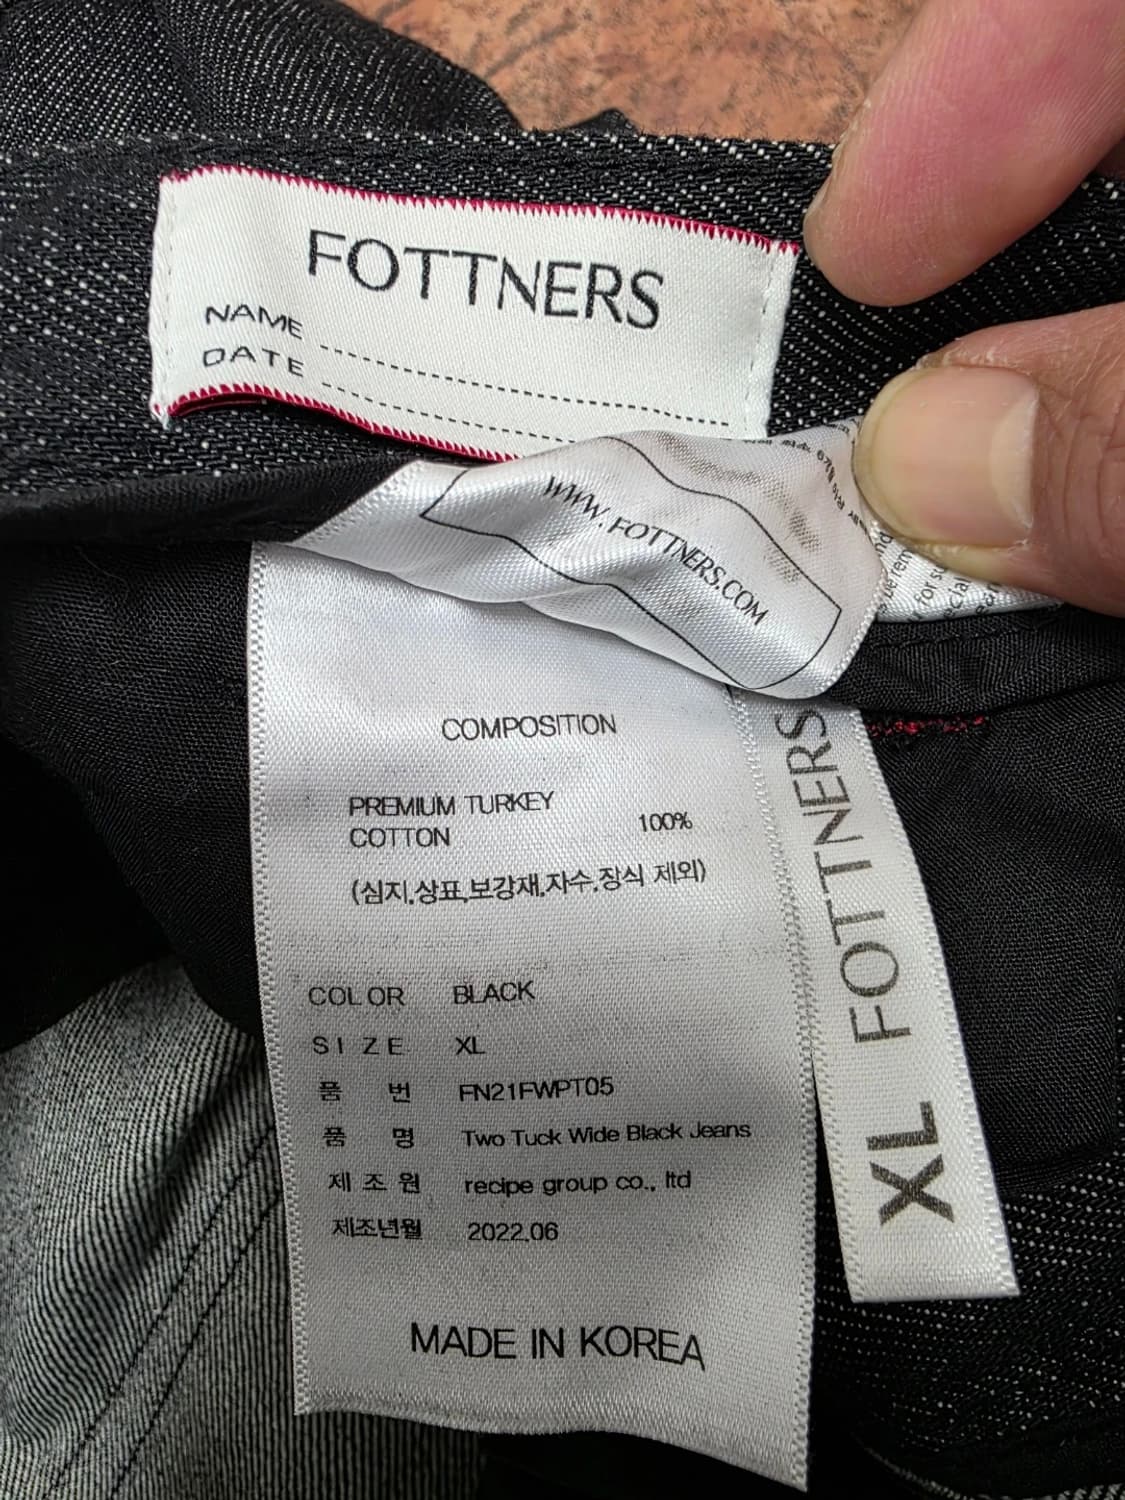 FOTTNERS
NAME
DATE
WWW.FOTTNERS.COM
COMPOSITION
PREMIUM TURKEY
COTTON 100%
(심지,상표,보강재,자수,장식 제외)
COLOR BLACK
SIZE XL
품 번 FN21FWPT05
품 명 Two Tuck Wide Black Jeans
제조원 recipe group co., ltd
제조년월 2022.06
MADE IN KOREA
XL FOTTNERS